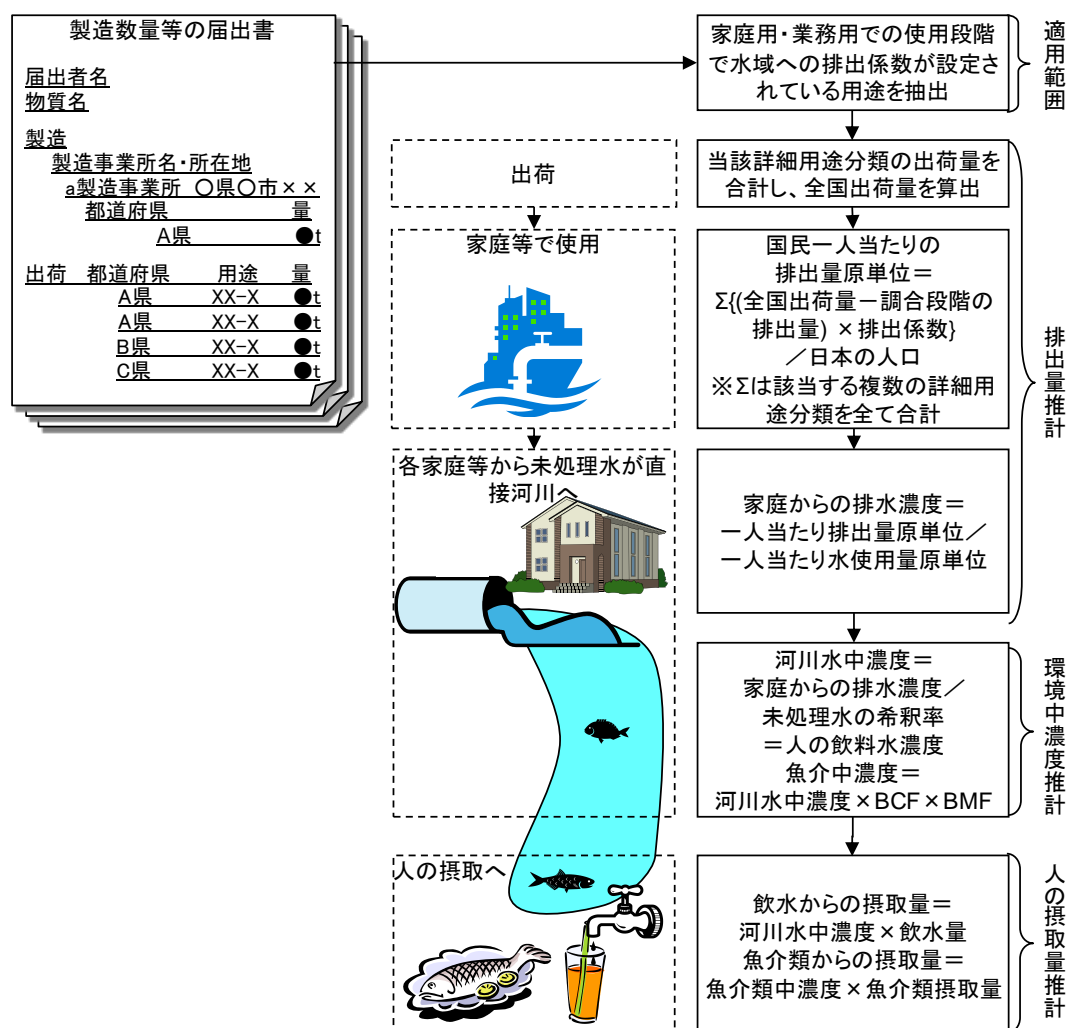 製造数量等の届出書
届出者名
物質名
製造
製造事業所名・所在地
a製造事業所 〇県〇市××
都道府県 量
A県 ●t
出荷 都道府県 用途 量
A県 XX-X ●t
A県 XX-X ●t
B県 XX-X ●t
C県 XX-X ●t
家庭用・業務用での使用段階
で水域への排出係数が設定さ
れている用途を抽出
適用範囲
出荷
当該詳細用途分類の出荷量を
合計し、全国出荷量を算出
家庭等で使用
国民一人当たりの
排出量原単位＝
Σ{(全国出荷量－調合段階の
排出量) ×排出係数}
／日本の人口
※Σは該当する複数の詳細用
途分類を全て合計
排出量推計
各家庭等から未処理水が直
接河川へ
家庭からの排水濃度＝
一人当たり排出量原単位／
一人当たり水使用量原単位
河川水中濃度＝
家庭からの排水濃度／
未処理水の希釈率
＝人の飲料水濃度
魚介中濃度＝
河川水中濃度×BCF×BMF
環境中濃度推計
人の摂取へ
飲水からの摂取量＝
河川水中濃度×飲水量
魚介類からの摂取量＝
魚介類中濃度×魚介類摂取量
人の摂取量推計